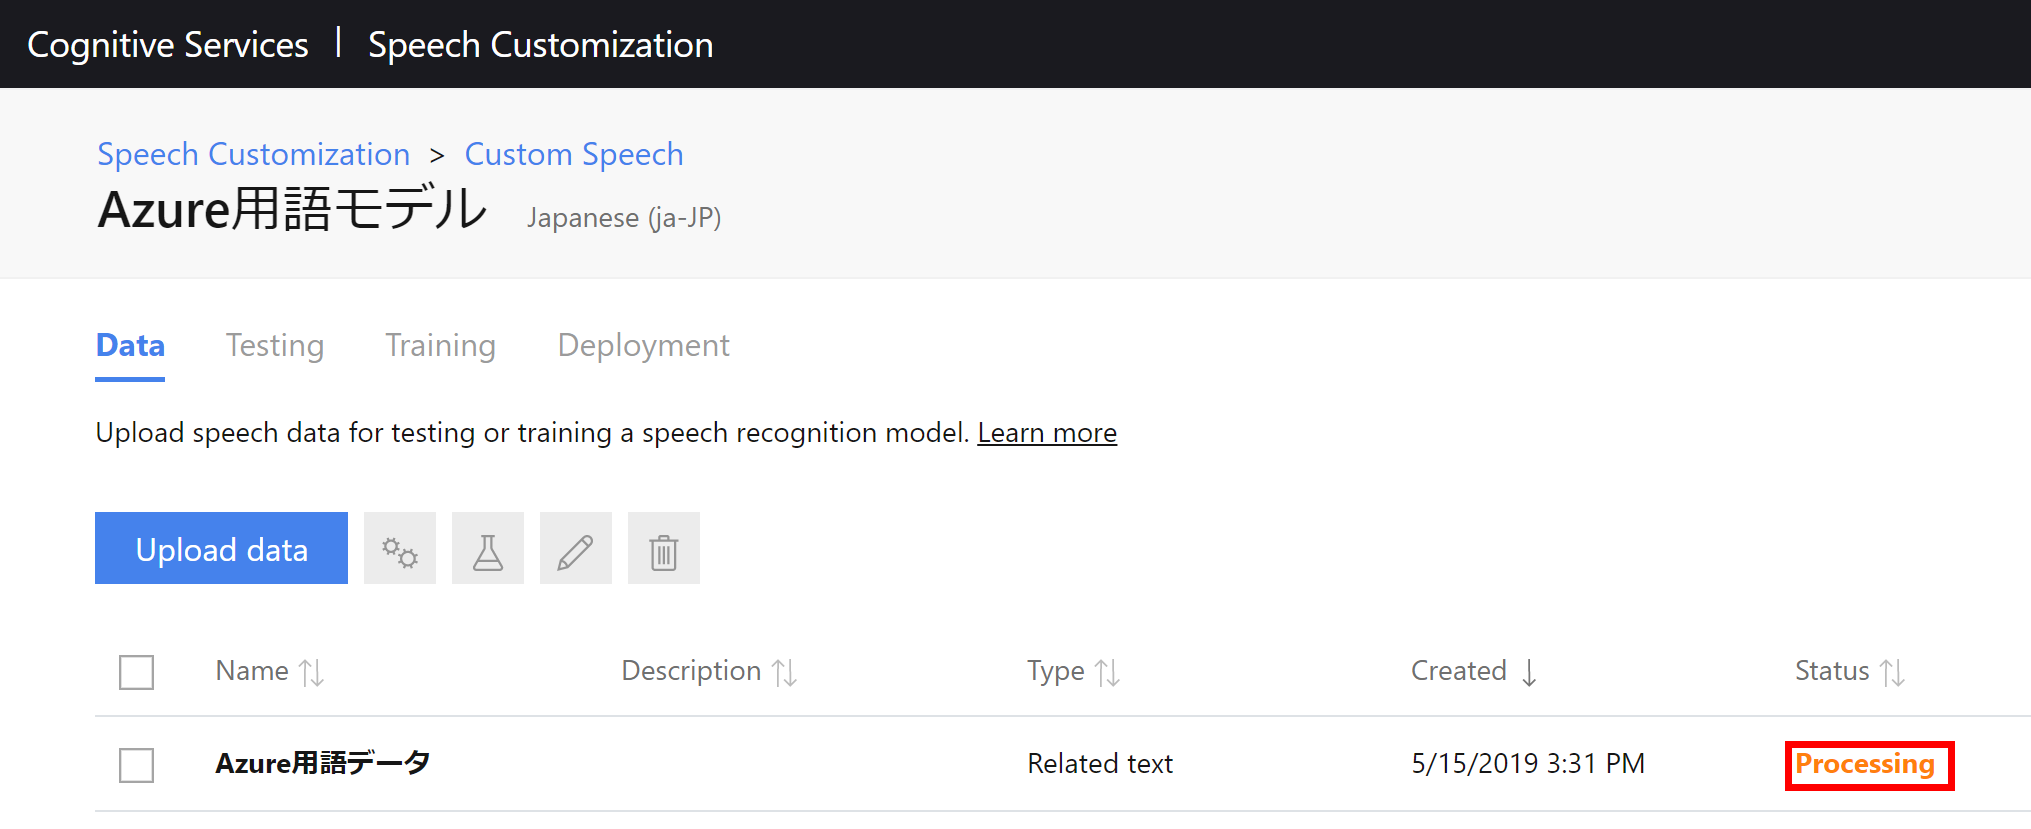 Cognitive Services | Speech Customization
Speech Customization > Custom Speech
Azure用語モデル Japanese (ja-JP)
Data Testing Training Deployment
Upload speech data for testing or training a speech recognition model. Learn more
Upload data
Name Description Type Created Status
Azure用語データ Related text 5/15/2019 3:31 PM Processing